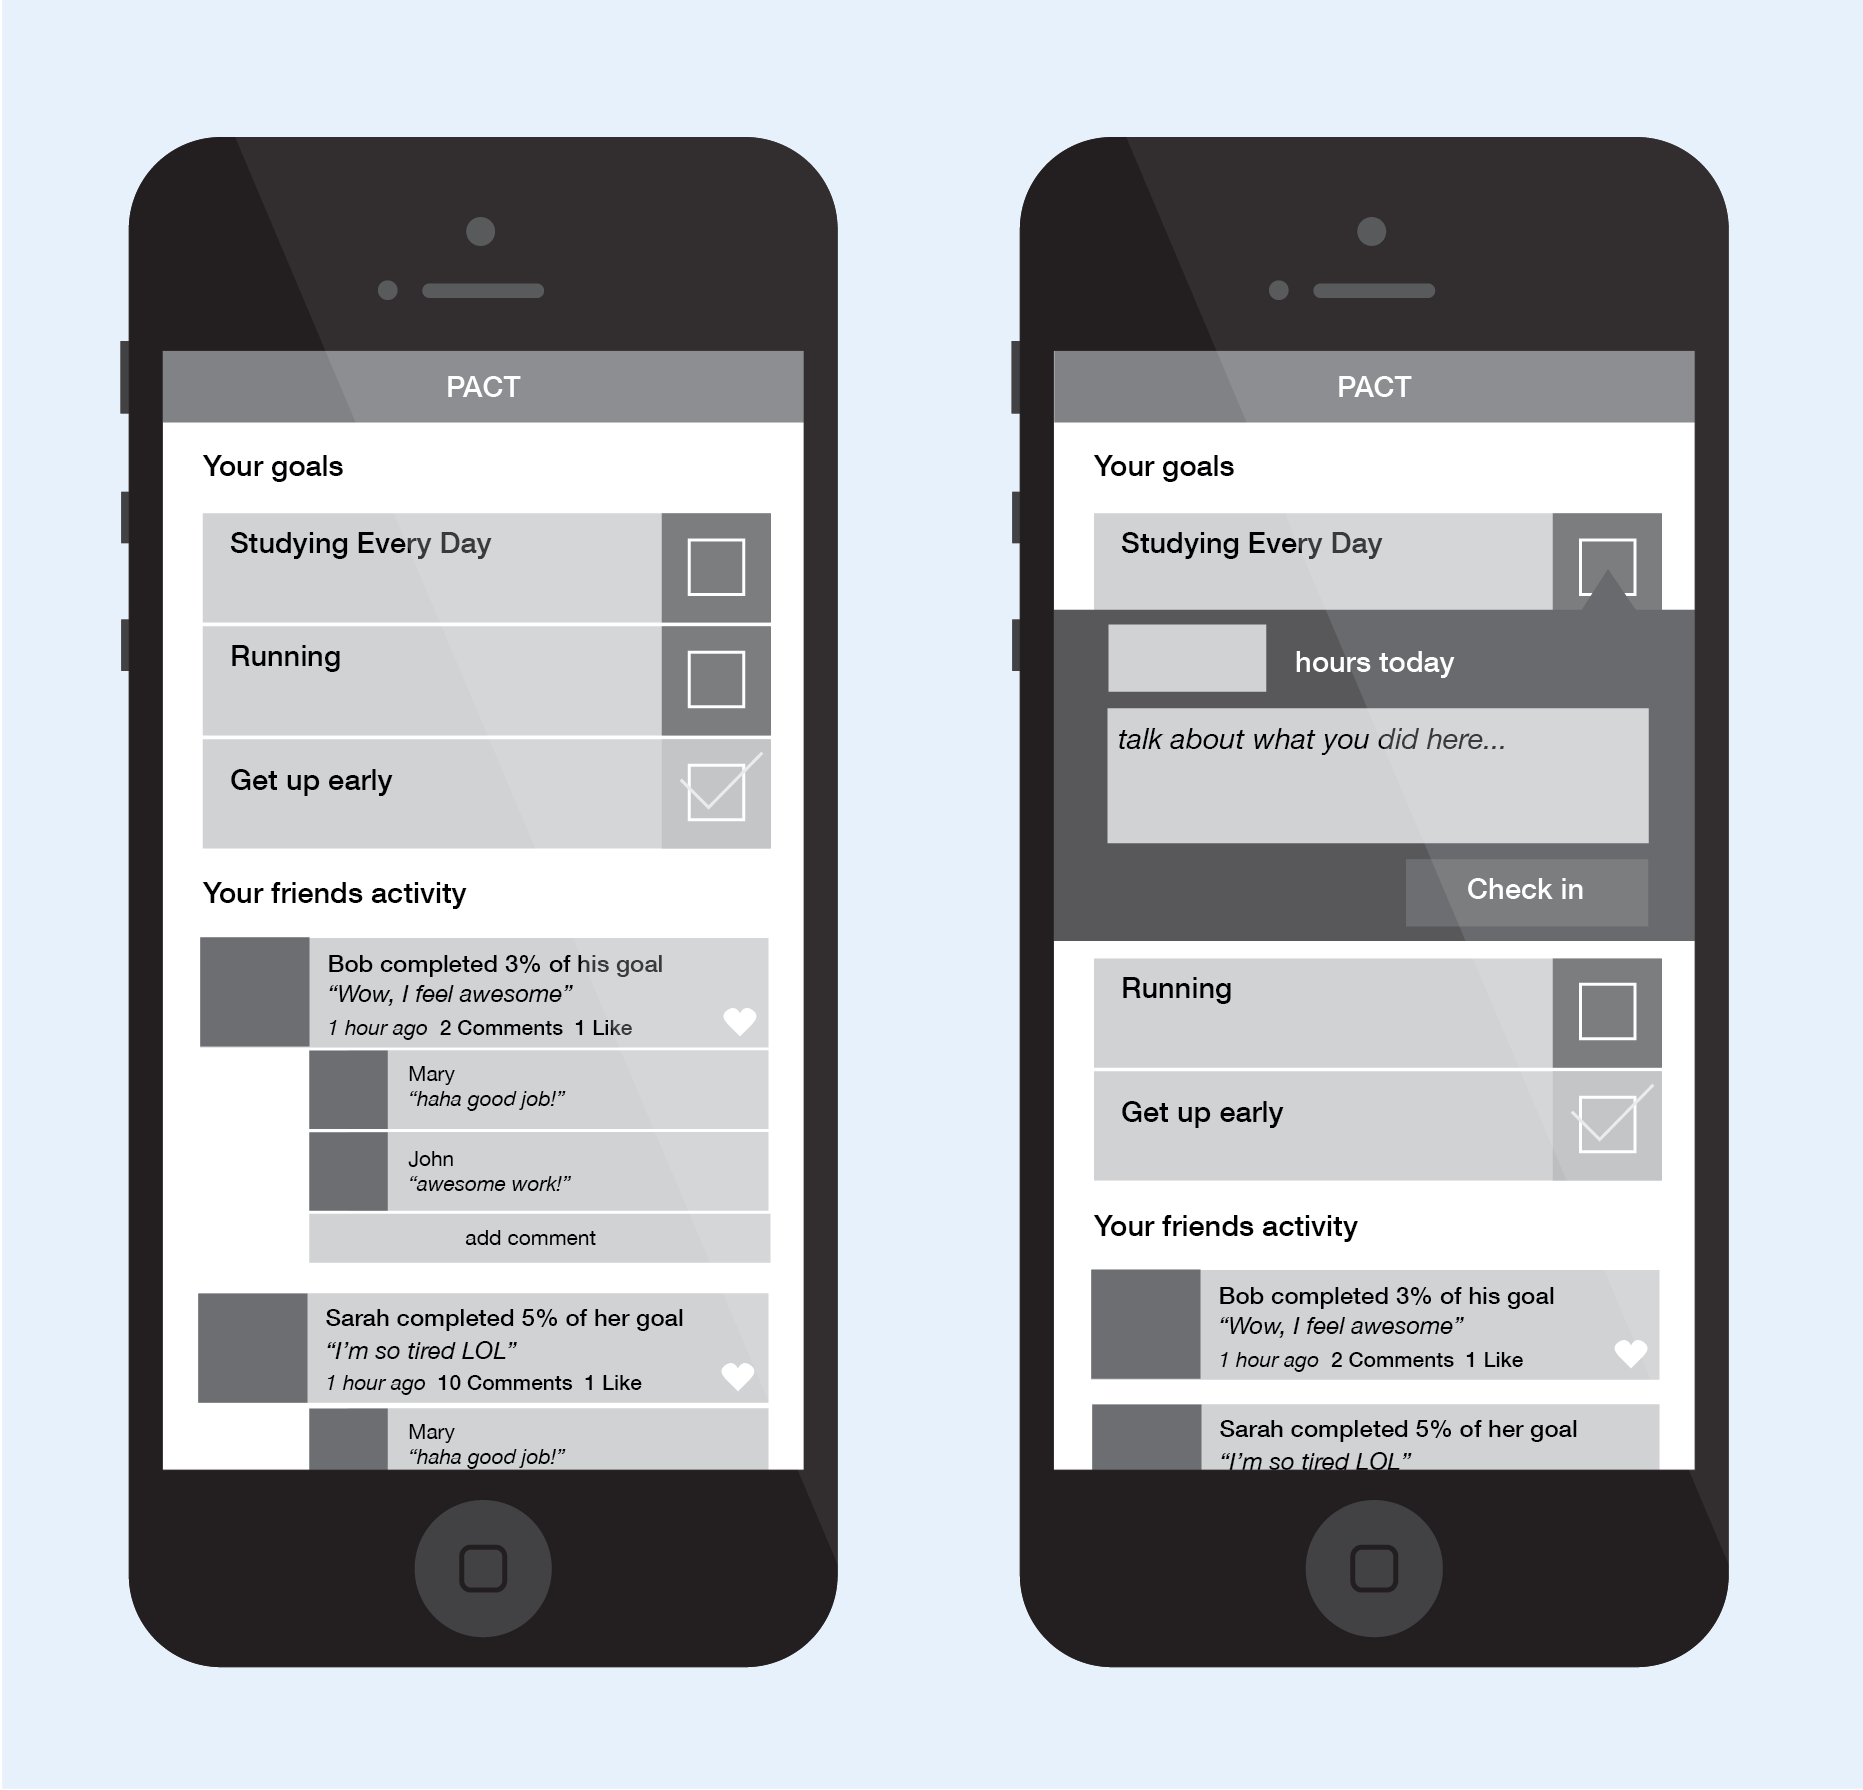 PACT
Your goals
Studying Every Day
Running
Get up early
Your friends activity
Bob completed 3% of his goal
“Wow, I feel awesome”
1 hour ago 2 Comments 1 Like
Mary
“haha good job!”
John
“awesome work!”
add comment
Sarah completed 5% of her goal
“I’m so tired LOL”
1 hour ago 10 Comments 1 Like
Mary
“haha good job!”
PACT
Your goals
Studying Every Day
hours today
talk about what you did here...
Check in
Running
Get up early
Your friends activity
Bob completed 3% of his goal
“Wow, I feel awesome”
1 hour ago 2 Comments 1 Like
Sarah completed 5% of her goal
“I’m so tired LOL”